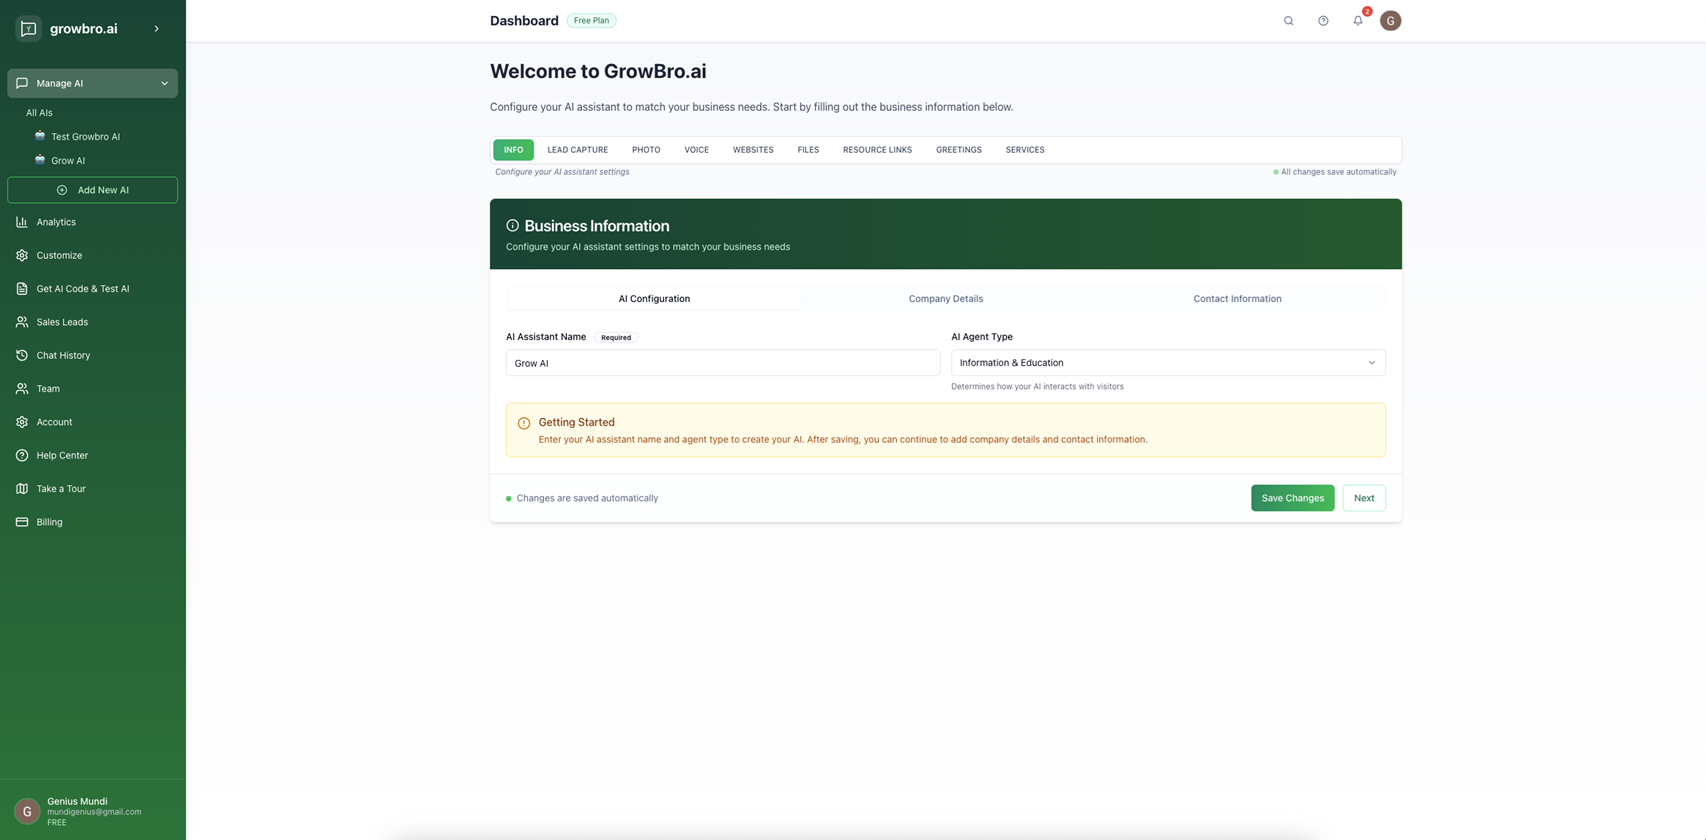 growbro.ai
Manage AI
All AIs
Test Growbro AI
Grow AI
Add New AI
Analytics
Customize
Get AI Code & Test AI
Sales Leads
Chat History
Team
Account
Help Center
Take a Tour
Billing
G
Genius Mundi
mundigenius@gmail.com
FREE
Dashboard Free Plan
2
G
Welcome to GrowBro.ai
Configure your AI assistant to match your business needs. Start by filling out the business information below.
INFO LEAD CAPTURE PHOTO VOICE WEBSITES FILES RESOURCE LINKS GREETINGS SERVICES
Configure your AI assistant settings All changes save automatically
Business Information
Configure your AI assistant settings to match your business needs
AI Configuration Company Details Contact Information
AI Assistant Name Required AI Agent Type
Grow AI Information & Education
Determines how your AI interacts with visitors
Getting Started
Enter your AI assistant name and agent type to create your AI. After saving, you can continue to add company details and contact information.
Changes are saved automatically Save Changes Next